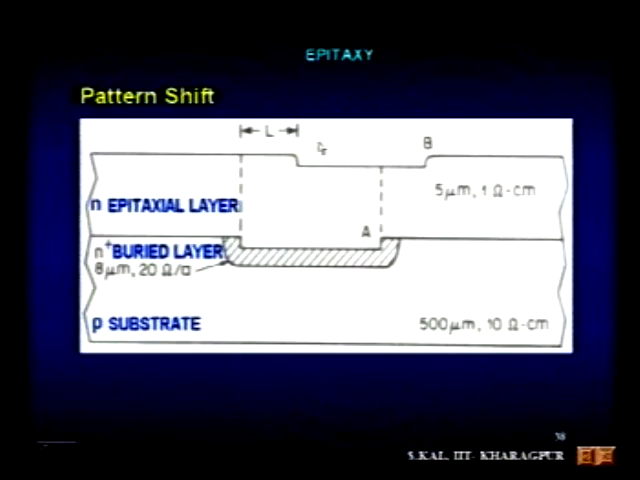 EPITAXY
Pattern Shift
L
B
n EPITAXIAL LAYER
5μm, 1 Ω-cm
A
n⁺BURIED LAYER
8μm, 20 Ω/□
p SUBSTRATE
500μm, 10 Ω-cm
38
S.KAL, IIT- KHARAGPUR